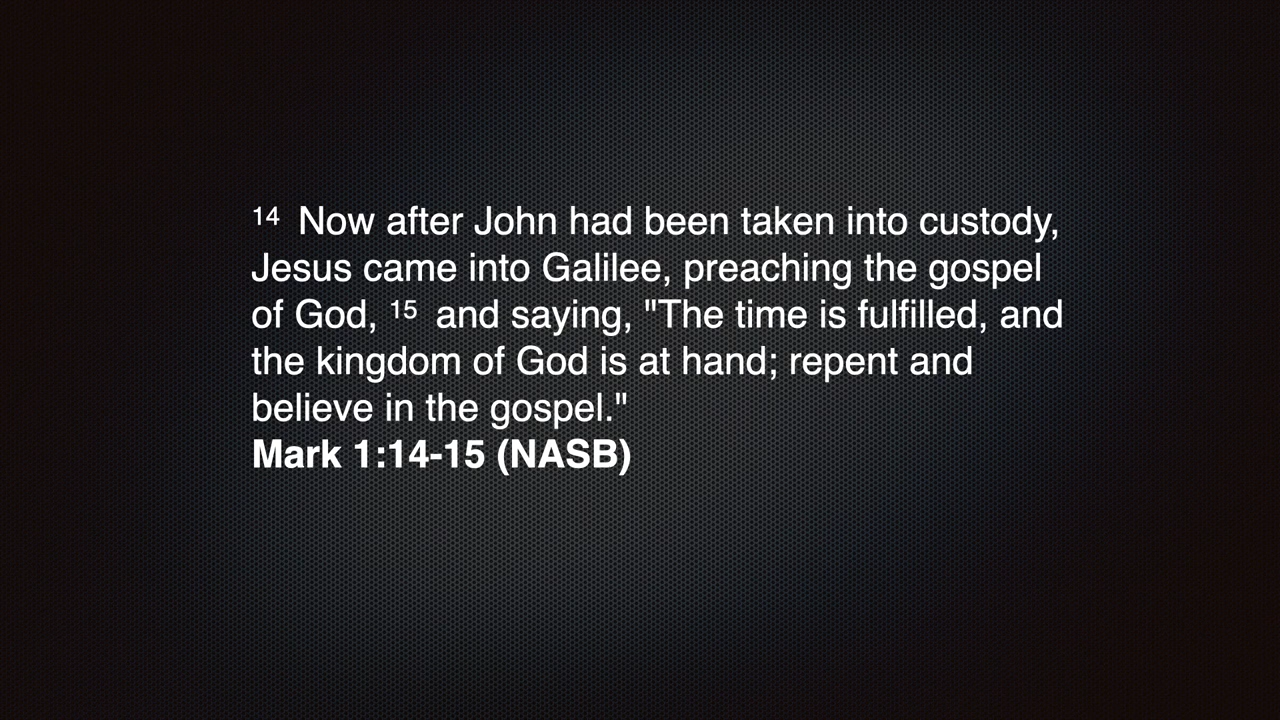 14 Now after John had been taken into custody,
Jesus came into Galilee, preaching the gospel
of God, 15 and saying, "The time is fulfilled, and
the kingdom of God is at hand; repent and
believe in the gospel."
Mark 1:14-15 (NASB)